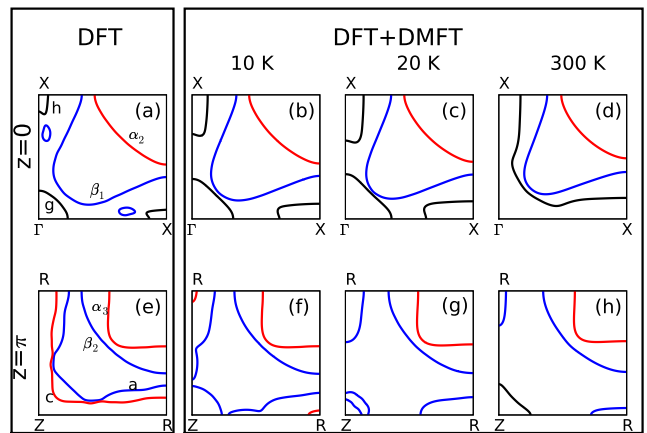 DFT
DFT+DMFT
10 K
20 K
300 K
z=0
X
h
(a)
α₂
β₁
g
Γ
X
X
(b)
Γ
X
X
(c)
Γ
X
X
(d)
Γ
X
z=π
R
(e)
α₃
β₂
a
c
Z
R
R
(f)
Z
R
R
(g)
Z
R
R
(h)
Z
R